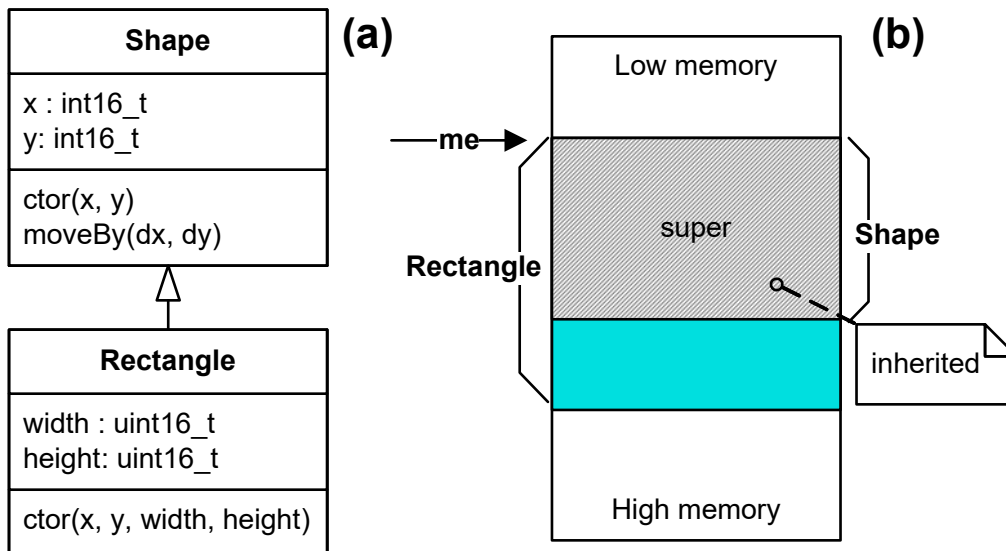 Shape
x : int16_t
y: int16_t
ctor(x, y)
moveBy(dx, dy)
Rectangle
width : uint16_t
height: uint16_t
ctor(x, y, width, height)
(a)
(b)
Low memory
me
super
Rectangle
Shape
inherited
High memory